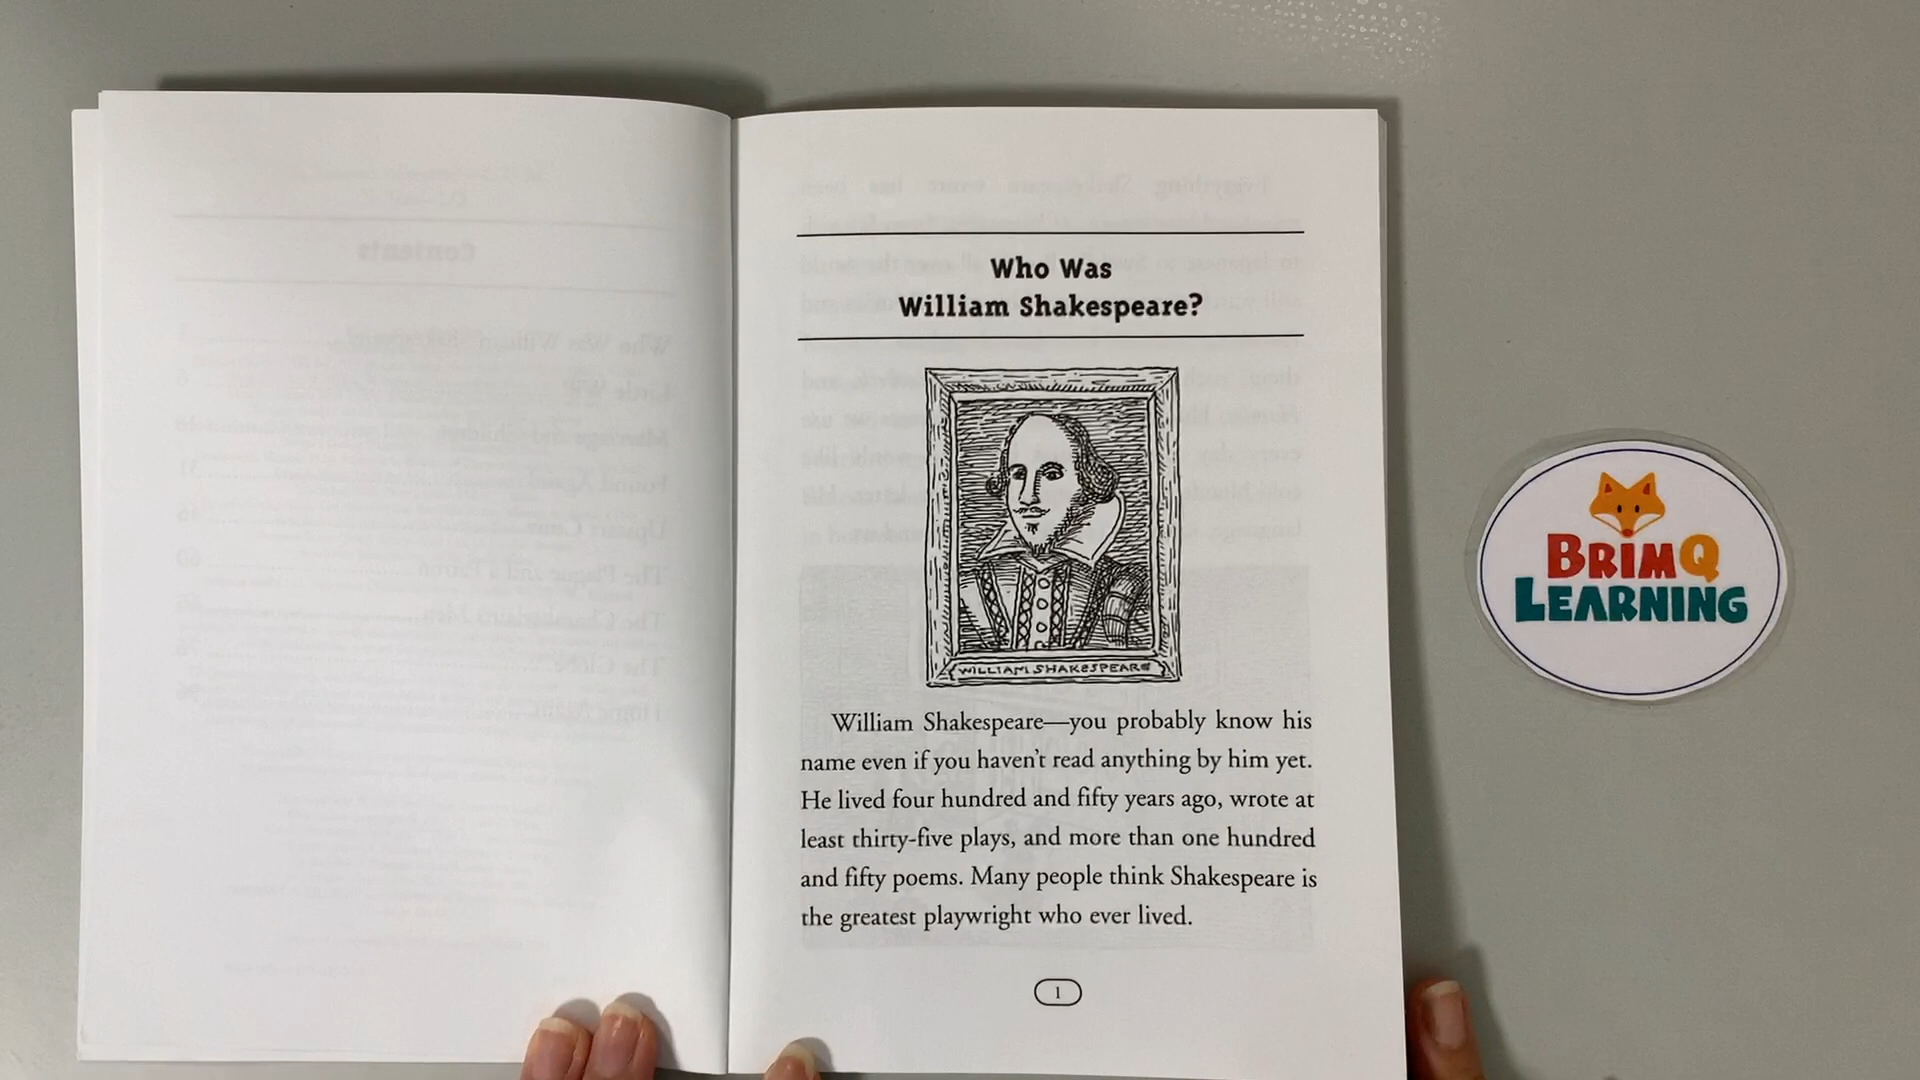 Who Was
William Shakespeare?
WILLIAM SHAKESPEARE
William Shakespeare—you probably know his
name even if you haven't read anything by him yet.
He lived four hundred and fifty years ago, wrote at
least thirty-five plays, and more than one hundred
and fifty poems. Many people think Shakespeare is
the greatest playwright who ever lived.
1
BRIMQ
LEARNING